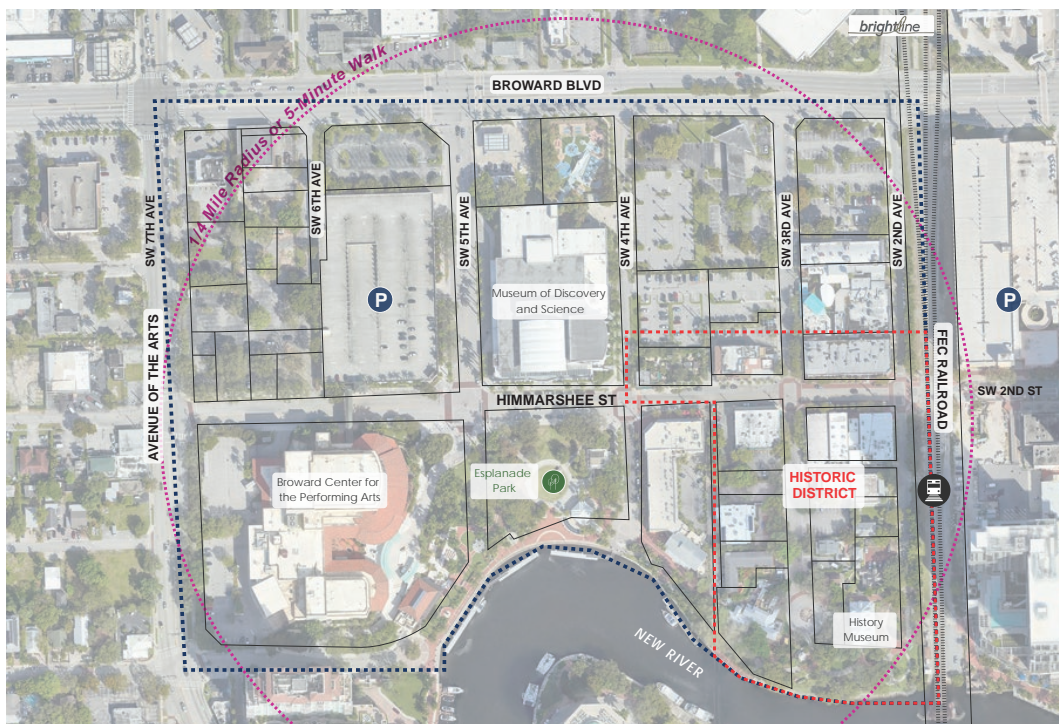 brightline
BROWARD BLVD
1/4 Mile Radius or 5-Minute Walk
SW 7TH AVE
SW 6TH AVE
SW 5TH AVE
SW 4TH AVE
SW 3RD AVE
SW 2ND AVE
P
Museum of Discovery
and Science
P
AVENUE OF THE ARTS
FEC RAILROAD
HIMMARSHEE ST
SW 2ND ST
Broward Center for
the Performing Arts
Esplanade
Park
HISTORIC
DISTRICT
History
Museum
NEW RIVER